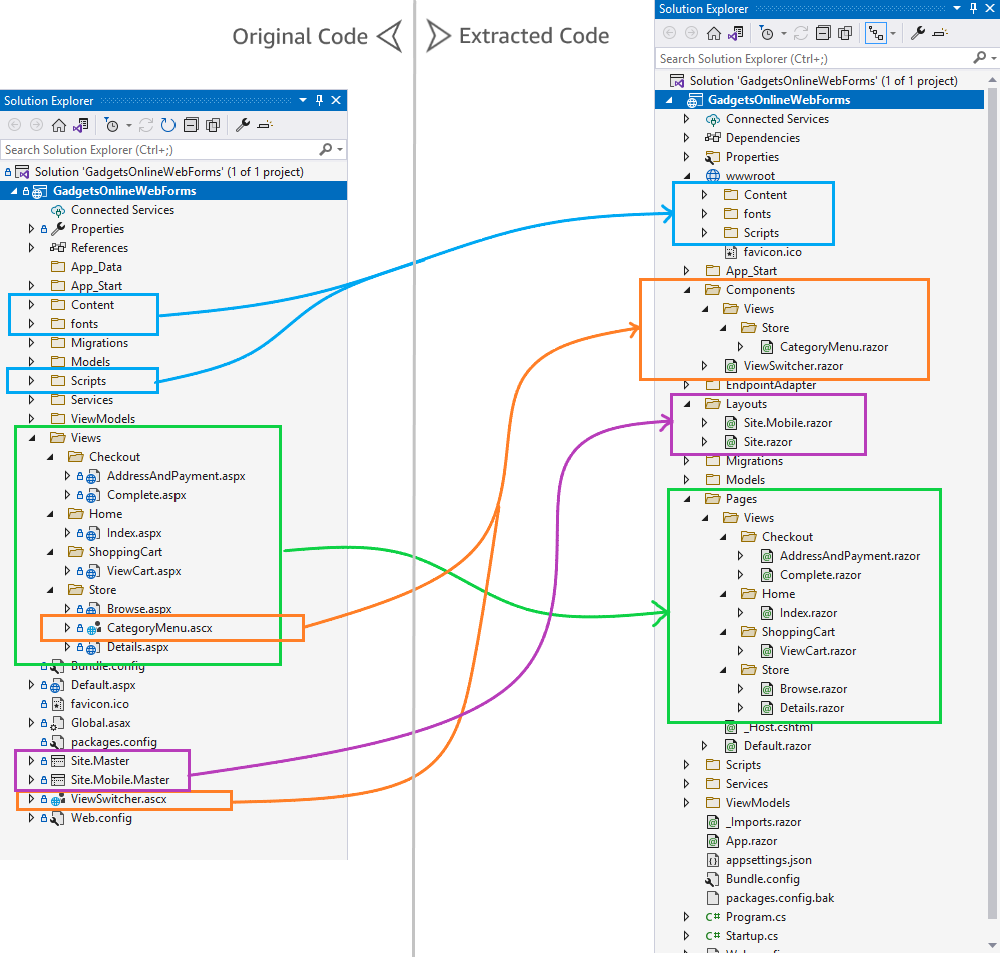 Original Code
Extracted Code
Solution Explorer
Search Solution Explorer (Ctrl+;)
Solution 'GadgetsOnlineWebForms' (1 of 1 project)
GadgetsOnlineWebForms
Connected Services
Properties
References
App_Data
App_Start
Content
fonts
Migrations
Models
Scripts
Services
ViewModels
Views
Checkout
AddressAndPayment.aspx
Complete.aspx
Home
Index.aspx
ShoppingCart
ViewCart.aspx
Store
Browse.aspx
CategoryMenu.ascx
Details.aspx
Bundle.config
Default.aspx
favicon.ico
Global.asax
packages.config
Site.Master
Site.Mobile.Master
ViewSwitcher.ascx
Web.config
Solution Explorer
Search Solution Explorer (Ctrl+;)
Solution 'GadgetsOnlineWebForms' (1 of 1 project)
GadgetsOnlineWebForms
Connected Services
Dependencies
Properties
wwwroot
Content
fonts
Scripts
favicon.ico
App_Start
Components
Views
Store
CategoryMenu.razor
ViewSwitcher.razor
EndpointAdapter
Layouts
Site.Mobile.razor
Site.razor
Migrations
Models
Pages
Views
Checkout
AddressAndPayment.razor
Complete.razor
Home
Index.razor
ShoppingCart
ViewCart.razor
Store
Browse.razor
Details.razor
_Host.cshtml
Default.razor
Scripts
Services
ViewModels
_Imports.razor
App.razor
appsettings.json
Bundle.config
packages.config.bak
C# Program.cs
C# Startup.cs